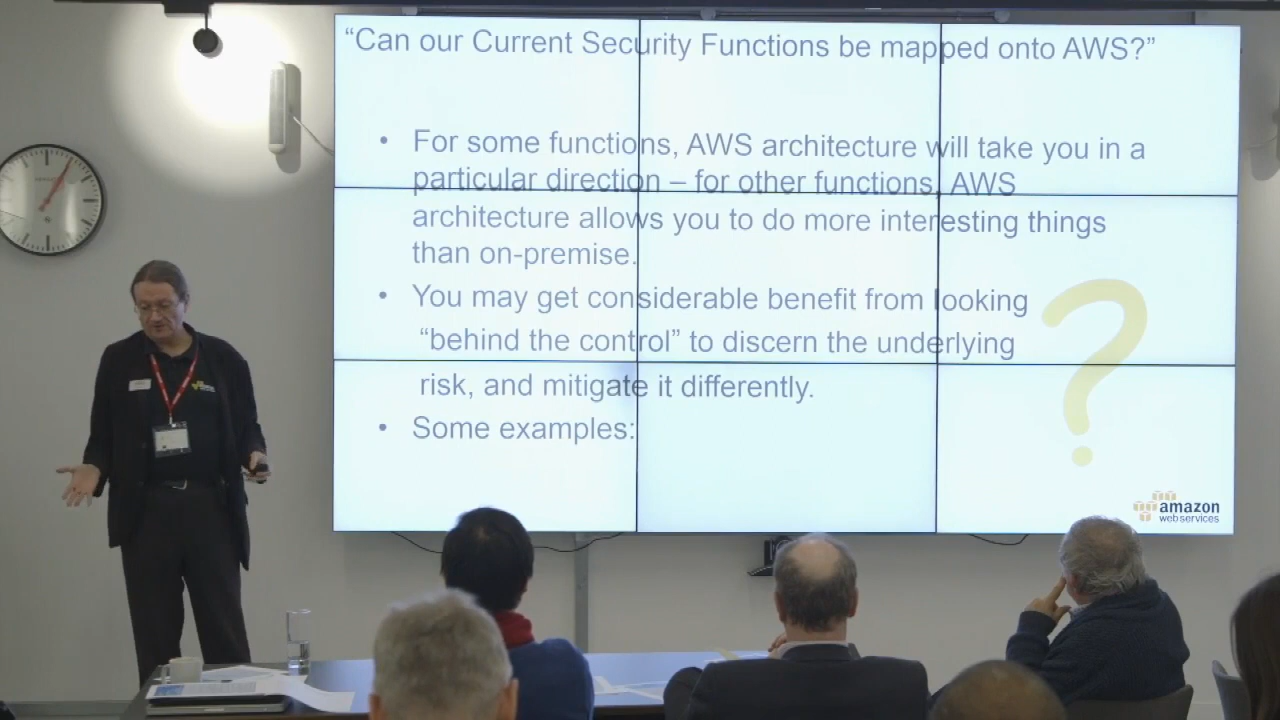 “Can our Current Security Functions be mapped onto AWS?”
• For some functions, AWS architecture will take you in a
particular direction – for other functions, AWS
architecture allows you to do more interesting things
than on-premise.
• You may get considerable benefit from looking
“behind the control” to discern the underlying
risk, and mitigate it differently.
• Some examples:
?
amazon
web services